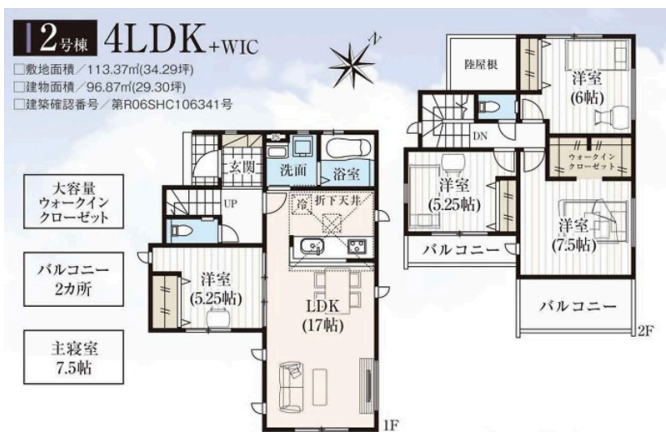 2号棟 4LDK+WIC
□敷地面積／113.37㎡(34.29坪)
□建物面積／96.87㎡(29.30坪)
□建築確認番号／第R06SHC106341号
N
大容量
ウォークイン
クローゼット
バルコニー
2カ所
主寝室
7.5帖
玄関
洗面
浴室
UP
冷
折下天井
洋室
(5.25帖)
LDK
(17帖)
1F
陸屋根
洋室
(6帖)
DN
ウォークイン
クローゼット
洋室
(5.25帖)
洋室
(7.5帖)
バルコニー
バルコニー
2F